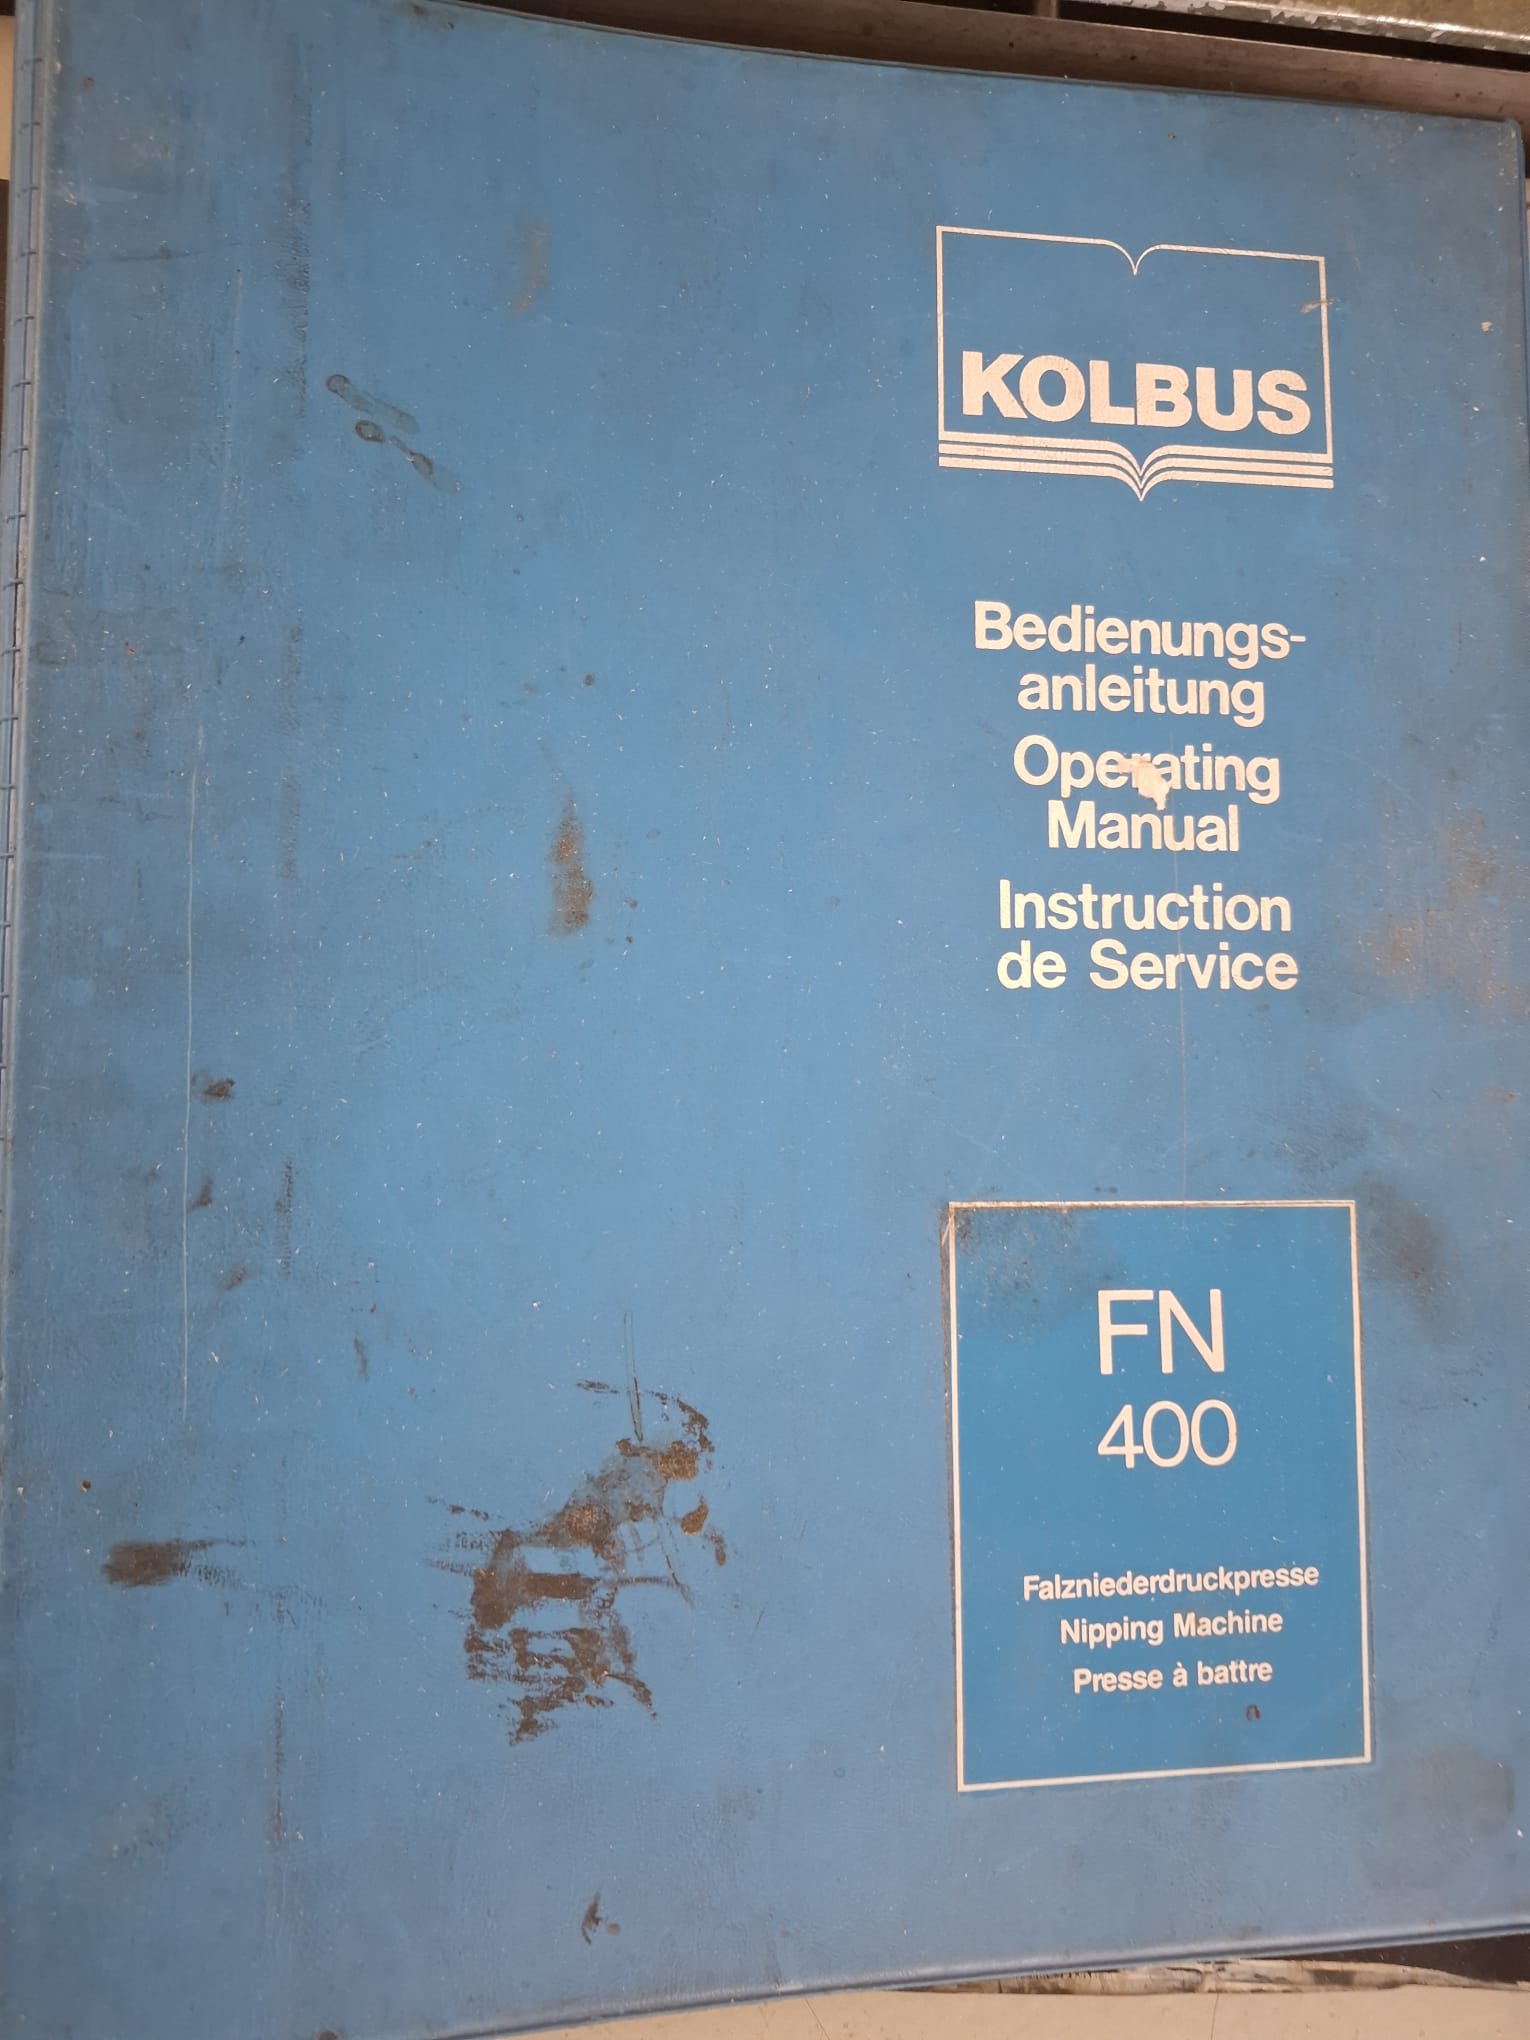 KOLBUS
Bedienungs-
anleitung
Operating
Manual
Instruction
de Service
FN
400
Falzniederdruckpresse
Nipping Machine
Presse à battre